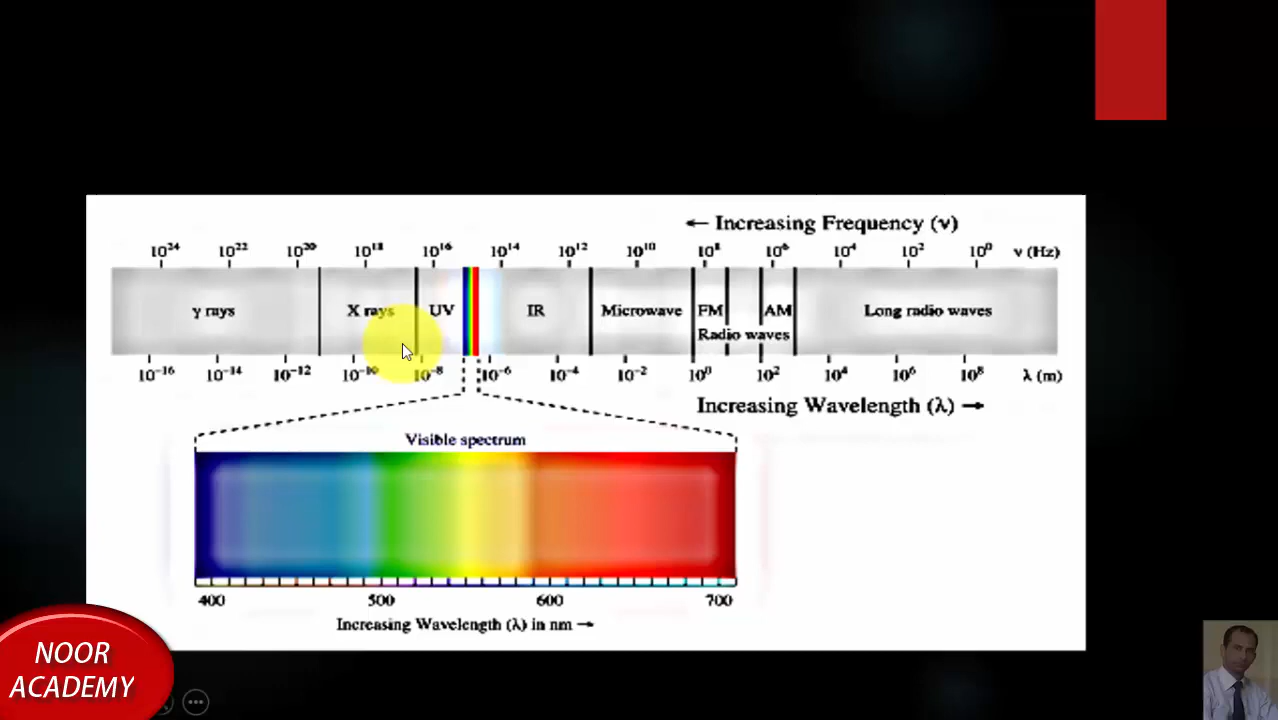 ← Increasing Frequency (ν)
10²⁴ 10²² 10²⁰ 10¹⁸ 10¹⁶ 10¹⁴ 10¹² 10¹⁰ 10⁸ 10⁶ 10⁴ 10² 10⁰ ν (Hz)
γ rays X rays UV IR Microwave FM AM Long radio waves
Radio waves
10⁻¹⁶ 10⁻¹⁴ 10⁻¹² 10⁻¹⁰ 10⁻⁸ 10⁻⁶ 10⁻⁴ 10⁻² 10⁰ 10² 10⁴ 10⁶ 10⁸ λ (m)
Increasing Wavelength (λ) →
Visible spectrum
400 500 600 700
Increasing Wavelength (λ) in nm →
NOOR
ACADEMY